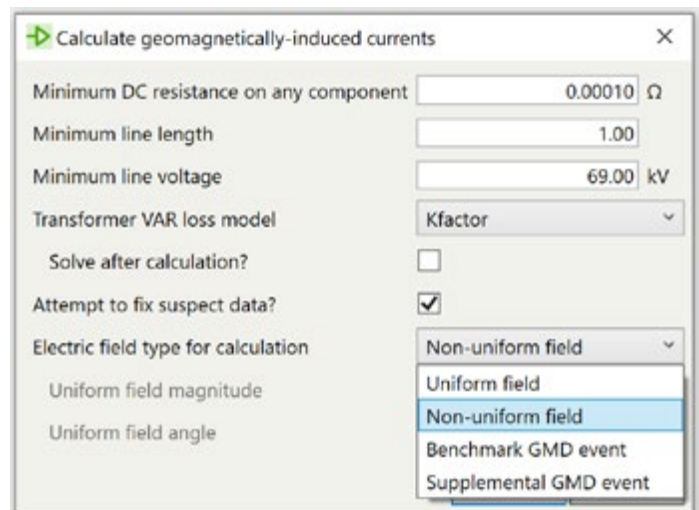 Calculate geomagnetically-induced currents
Minimum DC resistance on any component 0.00010 Ω
Minimum line length 1.00
Minimum line voltage 69.00 kV
Transformer VAR loss model Kfactor
Solve after calculation?
Attempt to fix suspect data?
Electric field type for calculation Non-uniform field
Uniform field magnitude Uniform field
Non-uniform field
Uniform field angle Benchmark GMD event
Supplemental GMD event